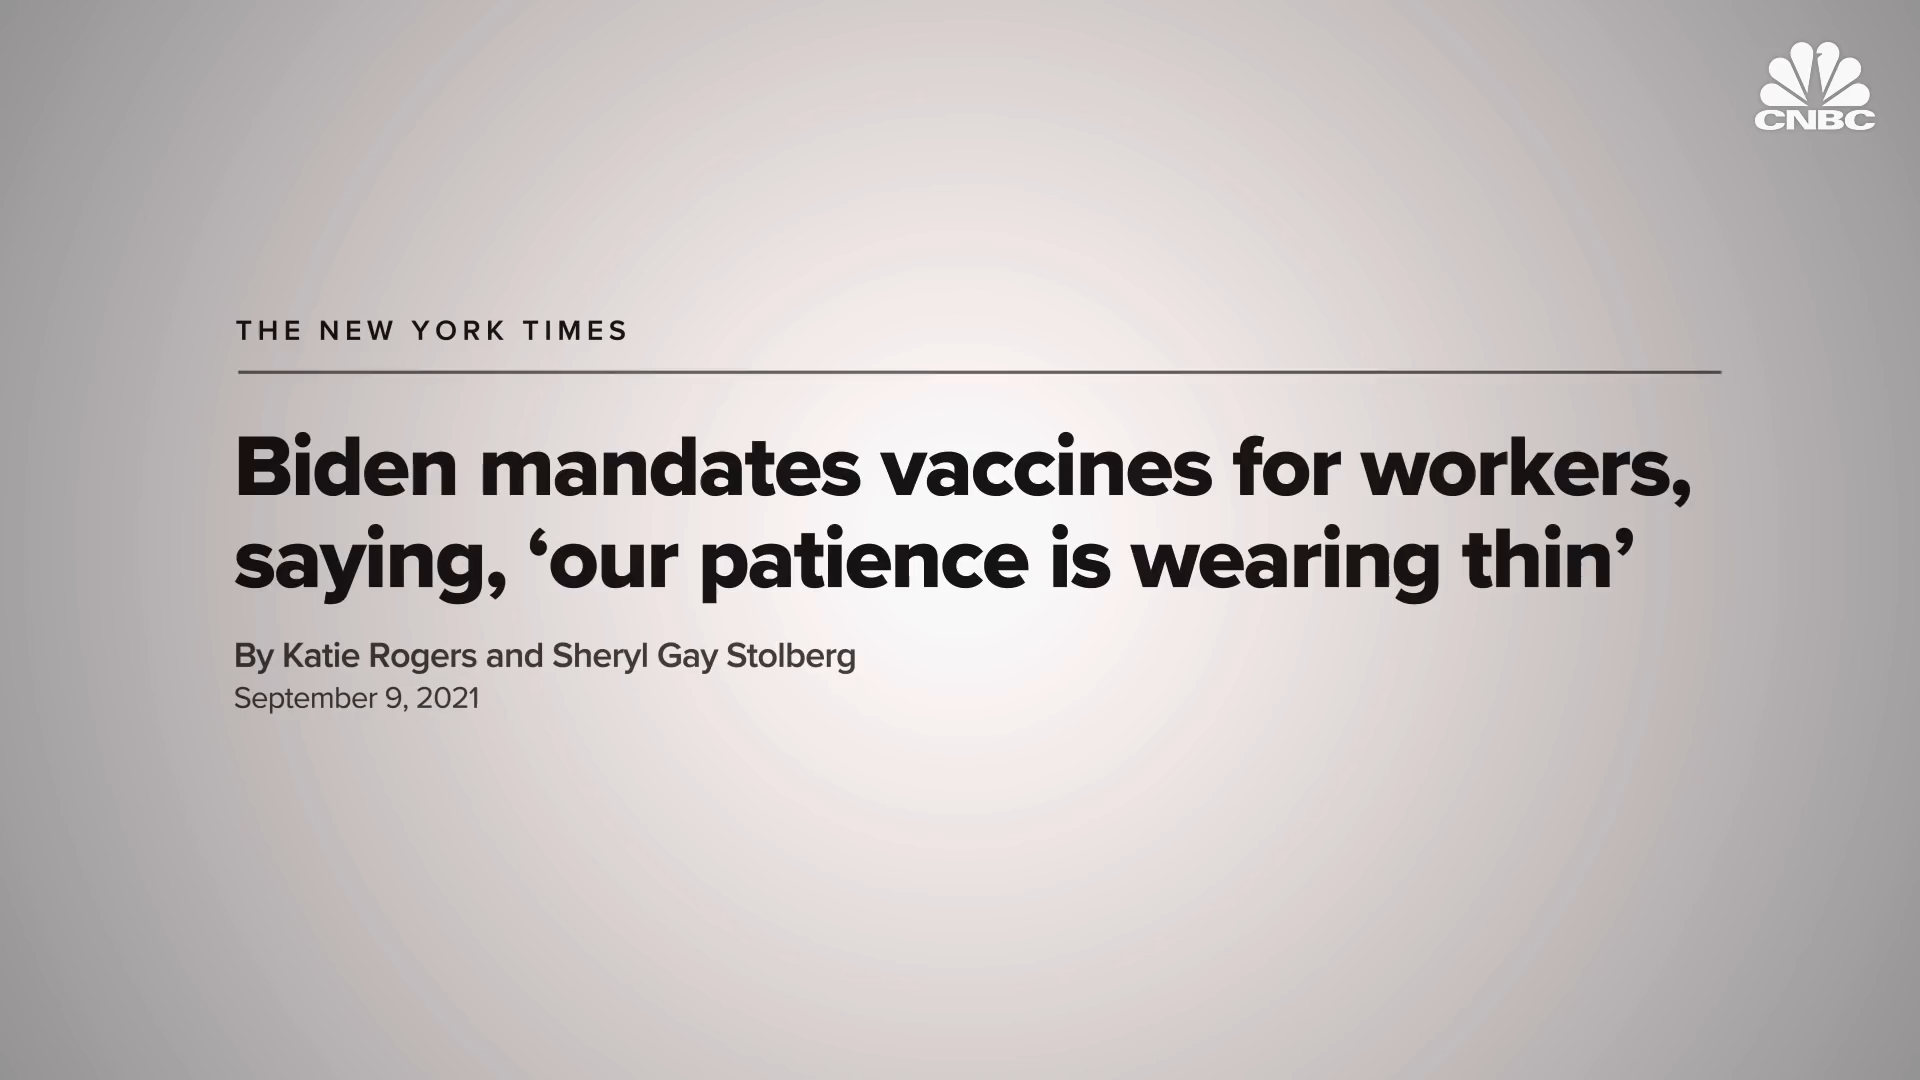 CNBC
THE NEW YORK TIMES
Biden mandates vaccines for workers,
saying, ‘our patience is wearing thin’
By Katie Rogers and Sheryl Gay Stolberg
September 9, 2021